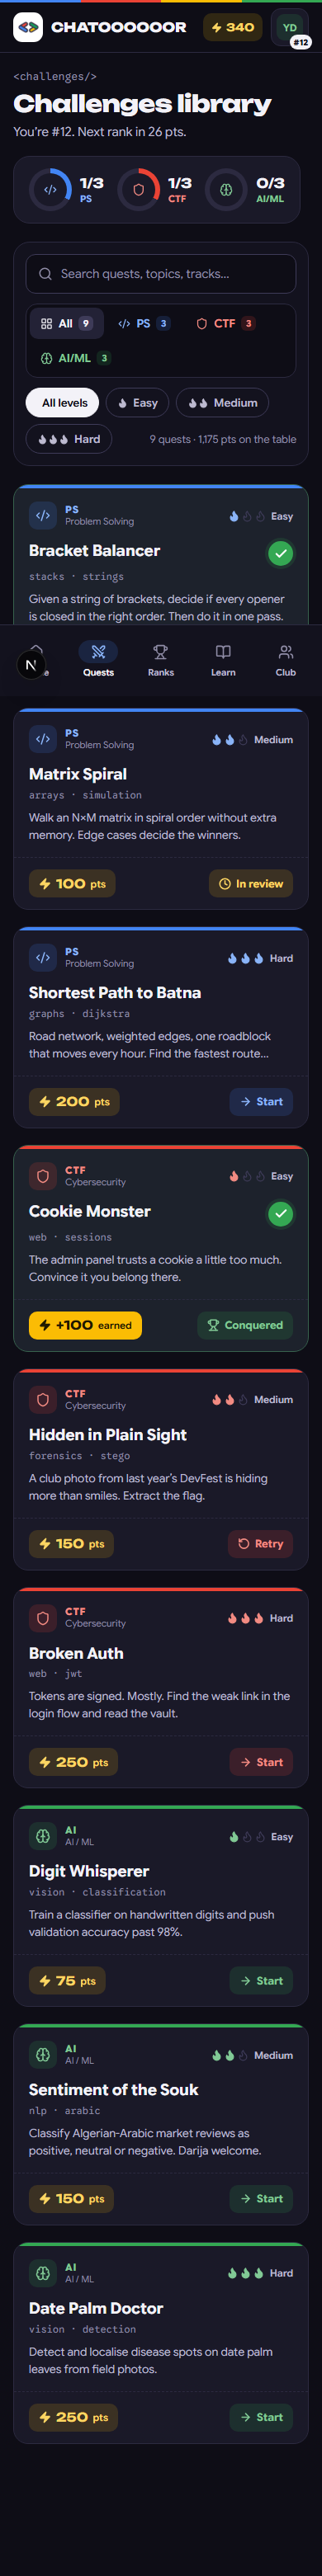 CHATOOOOOOR
340
YD
#12
<challenges/>
Challenges library
You're #12. Next rank in 26 pts.
1/3
PS
1/3
CTF
0/3
AI/ML
Search quests, topics, tracks...
All 9
PS 3
CTF 3
AI/ML 3
All levels
Easy
Medium
Hard
9 quests · 1,175 pts on the table
PS
Problem Solving
Easy
Bracket Balancer
stacks · strings
Given a string of brackets, decide if every opener
is closed in the right order. Then do it in one pass.
N
Quests
Ranks
Learn
Club
PS
Problem Solving
Medium
Matrix Spiral
arrays · simulation
Walk an N×M matrix in spiral order without extra
memory. Edge cases decide the winners.
100 pts
In review
PS
Problem Solving
Hard
Shortest Path to Batna
graphs · dijkstra
Road network, weighted edges, one roadblock
that moves every hour. Find the fastest route...
200 pts
Start
CTF
Cybersecurity
Easy
Cookie Monster
web · sessions
The admin panel trusts a cookie a little too much.
Convince it you belong there.
+100 earned
Conquered
CTF
Cybersecurity
Medium
Hidden in Plain Sight
forensics · stego
A club photo from last year's DevFest is hiding
more than smiles. Extract the flag.
150 pts
Retry
CTF
Cybersecurity
Hard
Broken Auth
web · jwt
Tokens are signed. Mostly. Find the weak link in the
login flow and read the vault.
250 pts
Start
AI
AI / ML
Easy
Digit Whisperer
vision · classification
Train a classifier on handwritten digits and push
validation accuracy past 98%.
75 pts
Start
AI
AI / ML
Medium
Sentiment of the Souk
nlp · arabic
Classify Algerian-Arabic market reviews as
positive, neutral or negative. Darija welcome.
150 pts
Start
AI
AI / ML
Hard
Date Palm Doctor
vision · detection
Detect and localise disease spots on date palm
leaves from field photos.
250 pts
Start